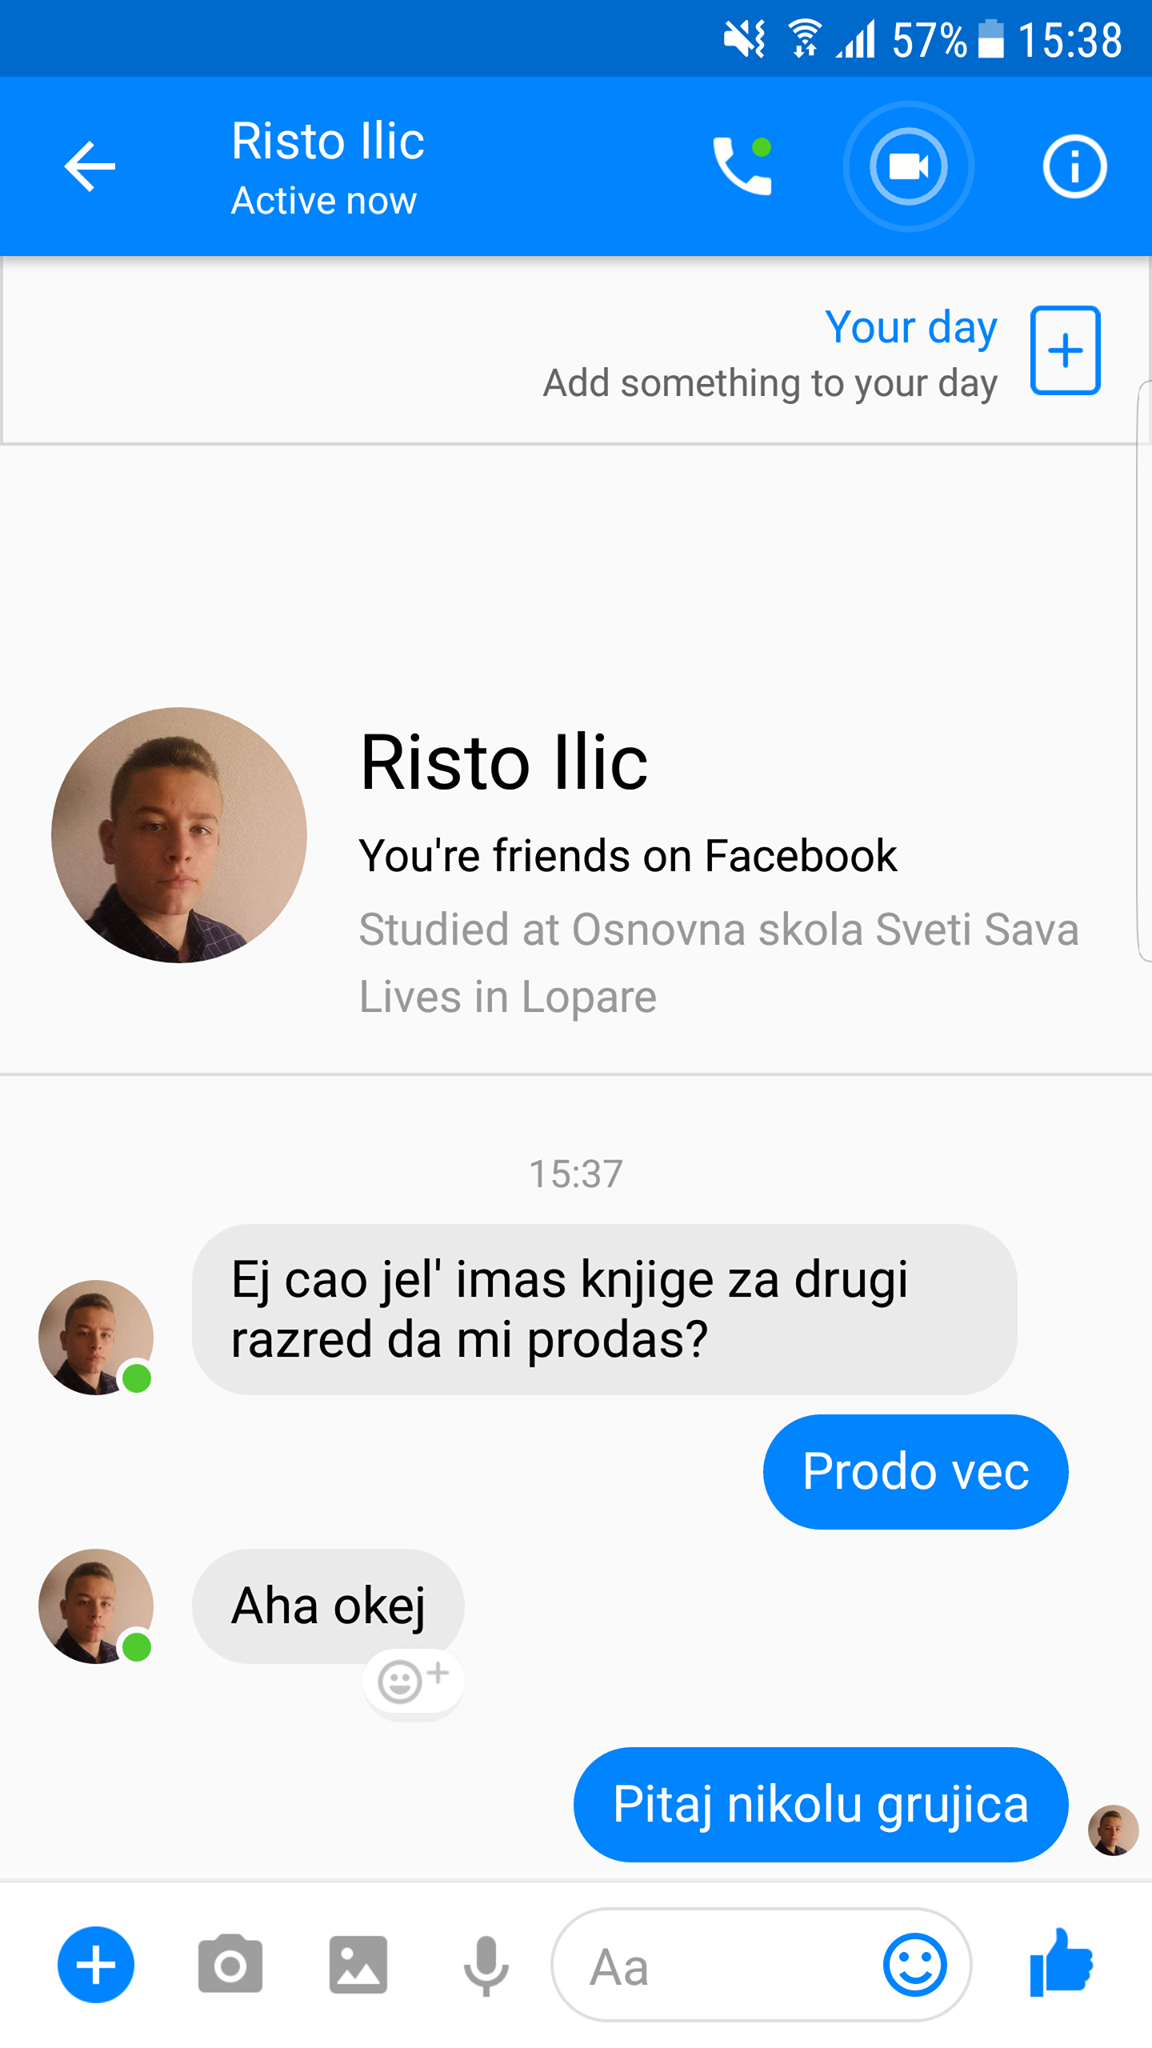 57% 15:38
Risto Ilic
Active now
Your day
Add something to your day
Risto Ilic
You're friends on Facebook
Studied at Osnovna skola Sveti Sava
Lives in Lopare
15:37
Ej cao jel' imas knjige za drugi
razred da mi prodas?
Prodo vec
Aha okej
Pitaj nikolu grujica
Aa